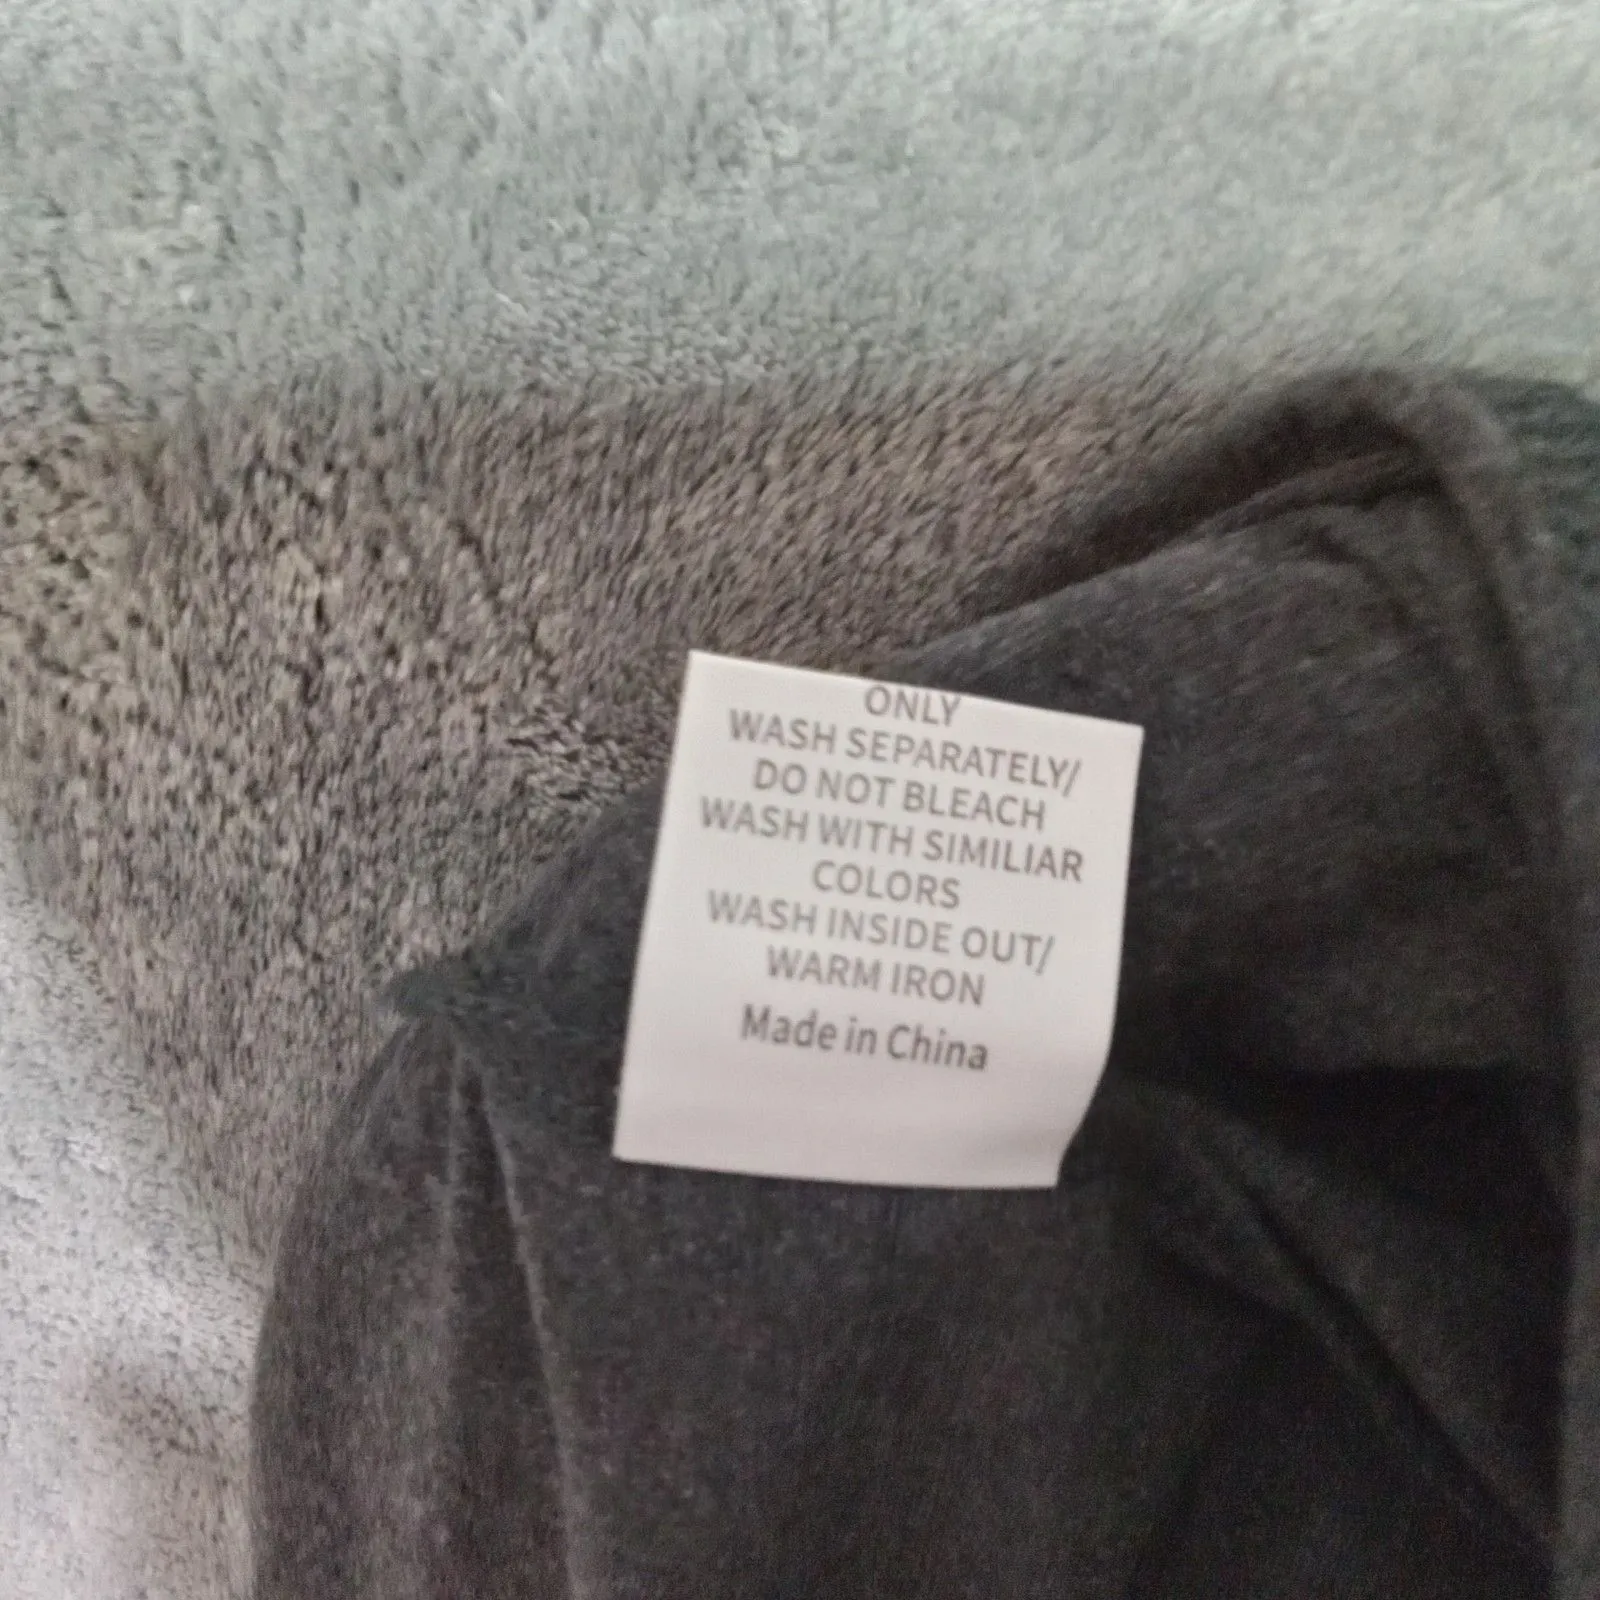 ONLY
WASH SEPARATELY/
DO NOT BLEACH
WASH WITH SIMILIAR
COLORS
WASH INSIDE OUT/
WARM IRON
Made in China